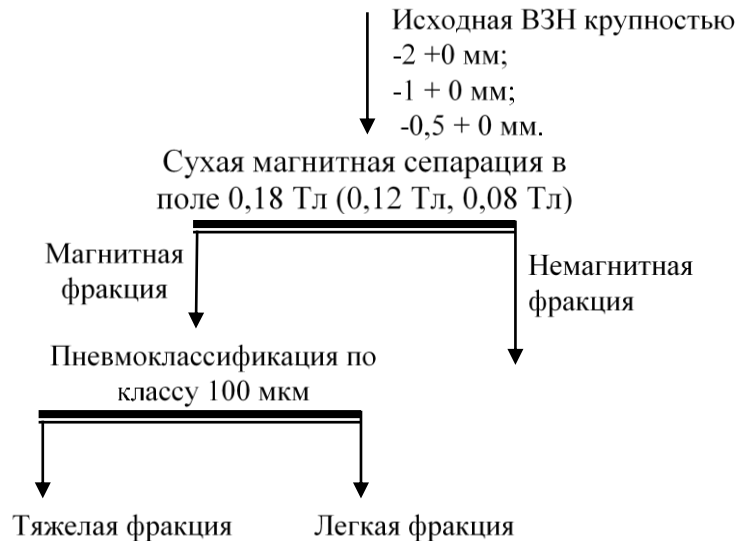 Исходная ВЗН крупностью
-2 +0 мм;
-1 + 0 мм;
-0,5 + 0 мм.
Сухая магнитная сепарация в
поле 0,18 Тл (0,12 Тл, 0,08 Тл)
Магнитная
фракция
Немагнитная
фракция
Пневмоклассификация по
классу 100 мкм
Тяжелая фракция
Легкая фракция